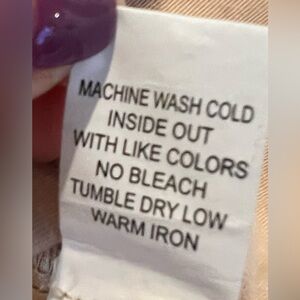 MACHINE WASH COLD
INSIDE OUT
WITH LIKE COLORS
NO BLEACH
TUMBLE DRY LOW
WARM IRON